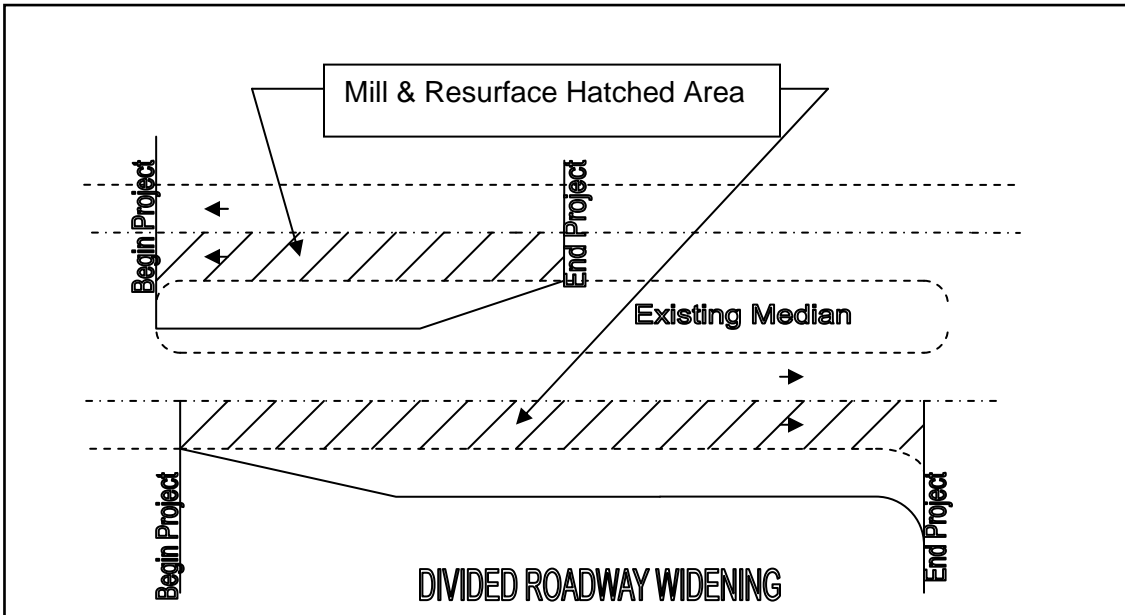 Mill & Resurface Hatched Area
Begin Project
End Project
Existing Median
Begin Project
End Project
DIVIDED ROADWAY WIDENING